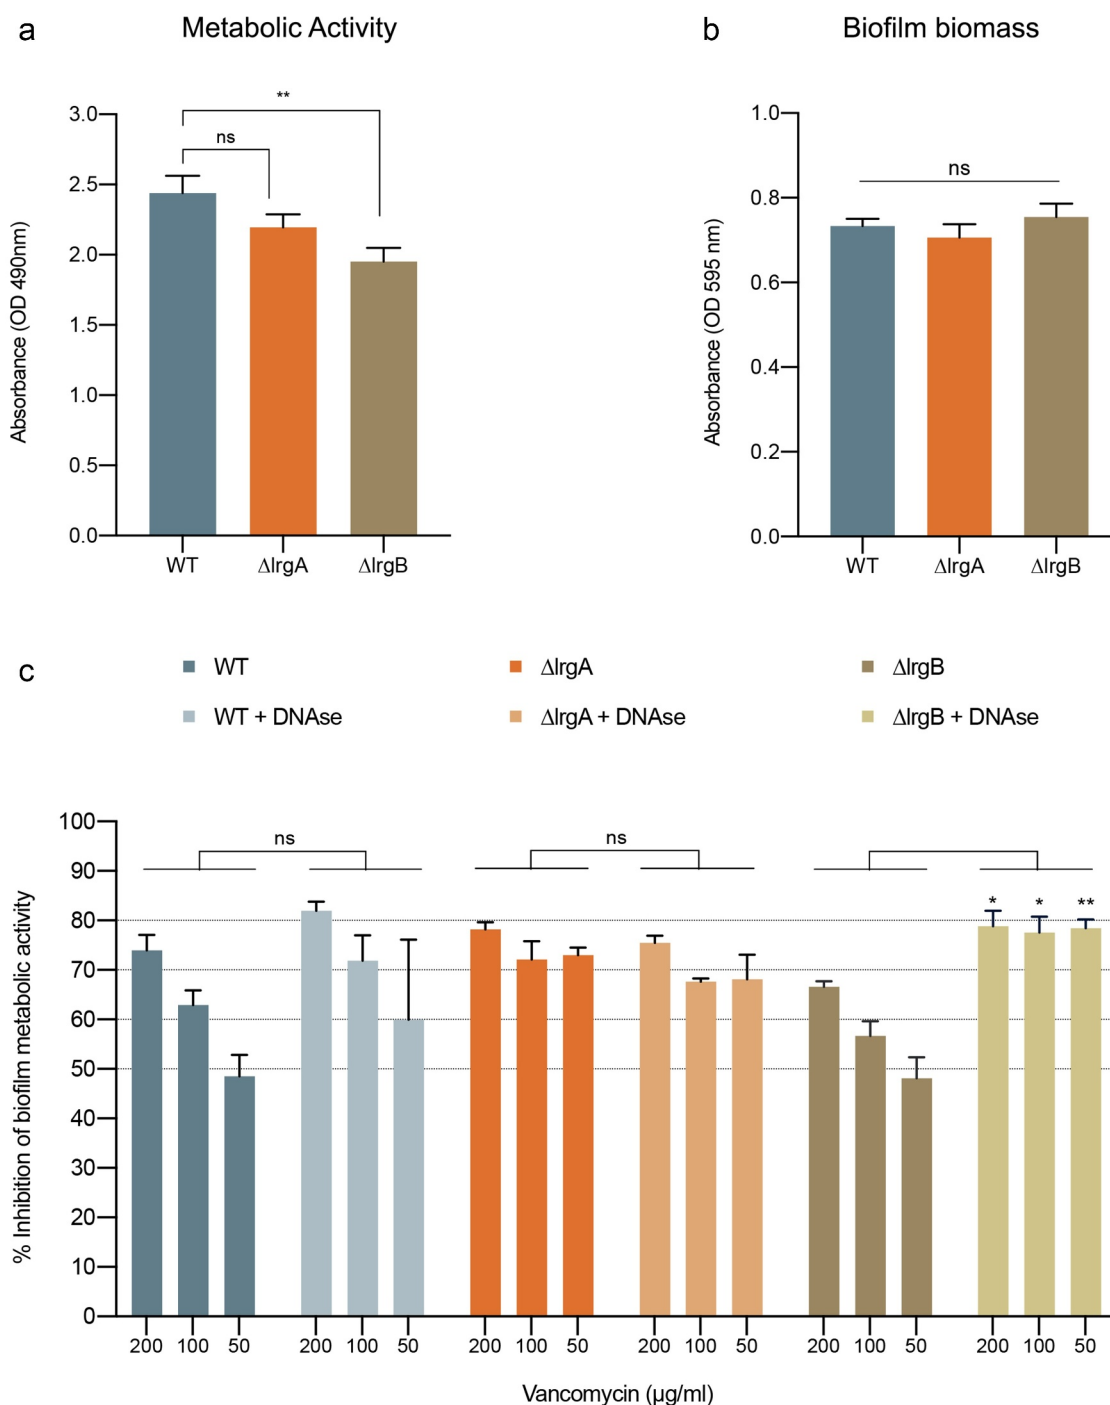 a Metabolic Activity
b Biofilm biomass
Absorbance (OD 490nm)
3.0
2.5
2.0
1.5
1.0
0.5
0.0
**
ns
WT ΔlrgA ΔlrgB
Absorbance (OD 595 nm)
1.0
0.8
0.6
0.4
0.2
0.0
ns
WT ΔlrgA ΔlrgB
c
WT ΔlrgA ΔlrgB
WT + DNAse ΔlrgA + DNAse ΔlrgB + DNAse
% Inhibition of biofilm metabolic activity
100
90
80
70
60
50
40
30
20
10
0
ns ns
* * **
200 100 50 200 100 50 200 100 50 200 100 50 200 100 50 200 100 50
Vancomycin (µg/ml)